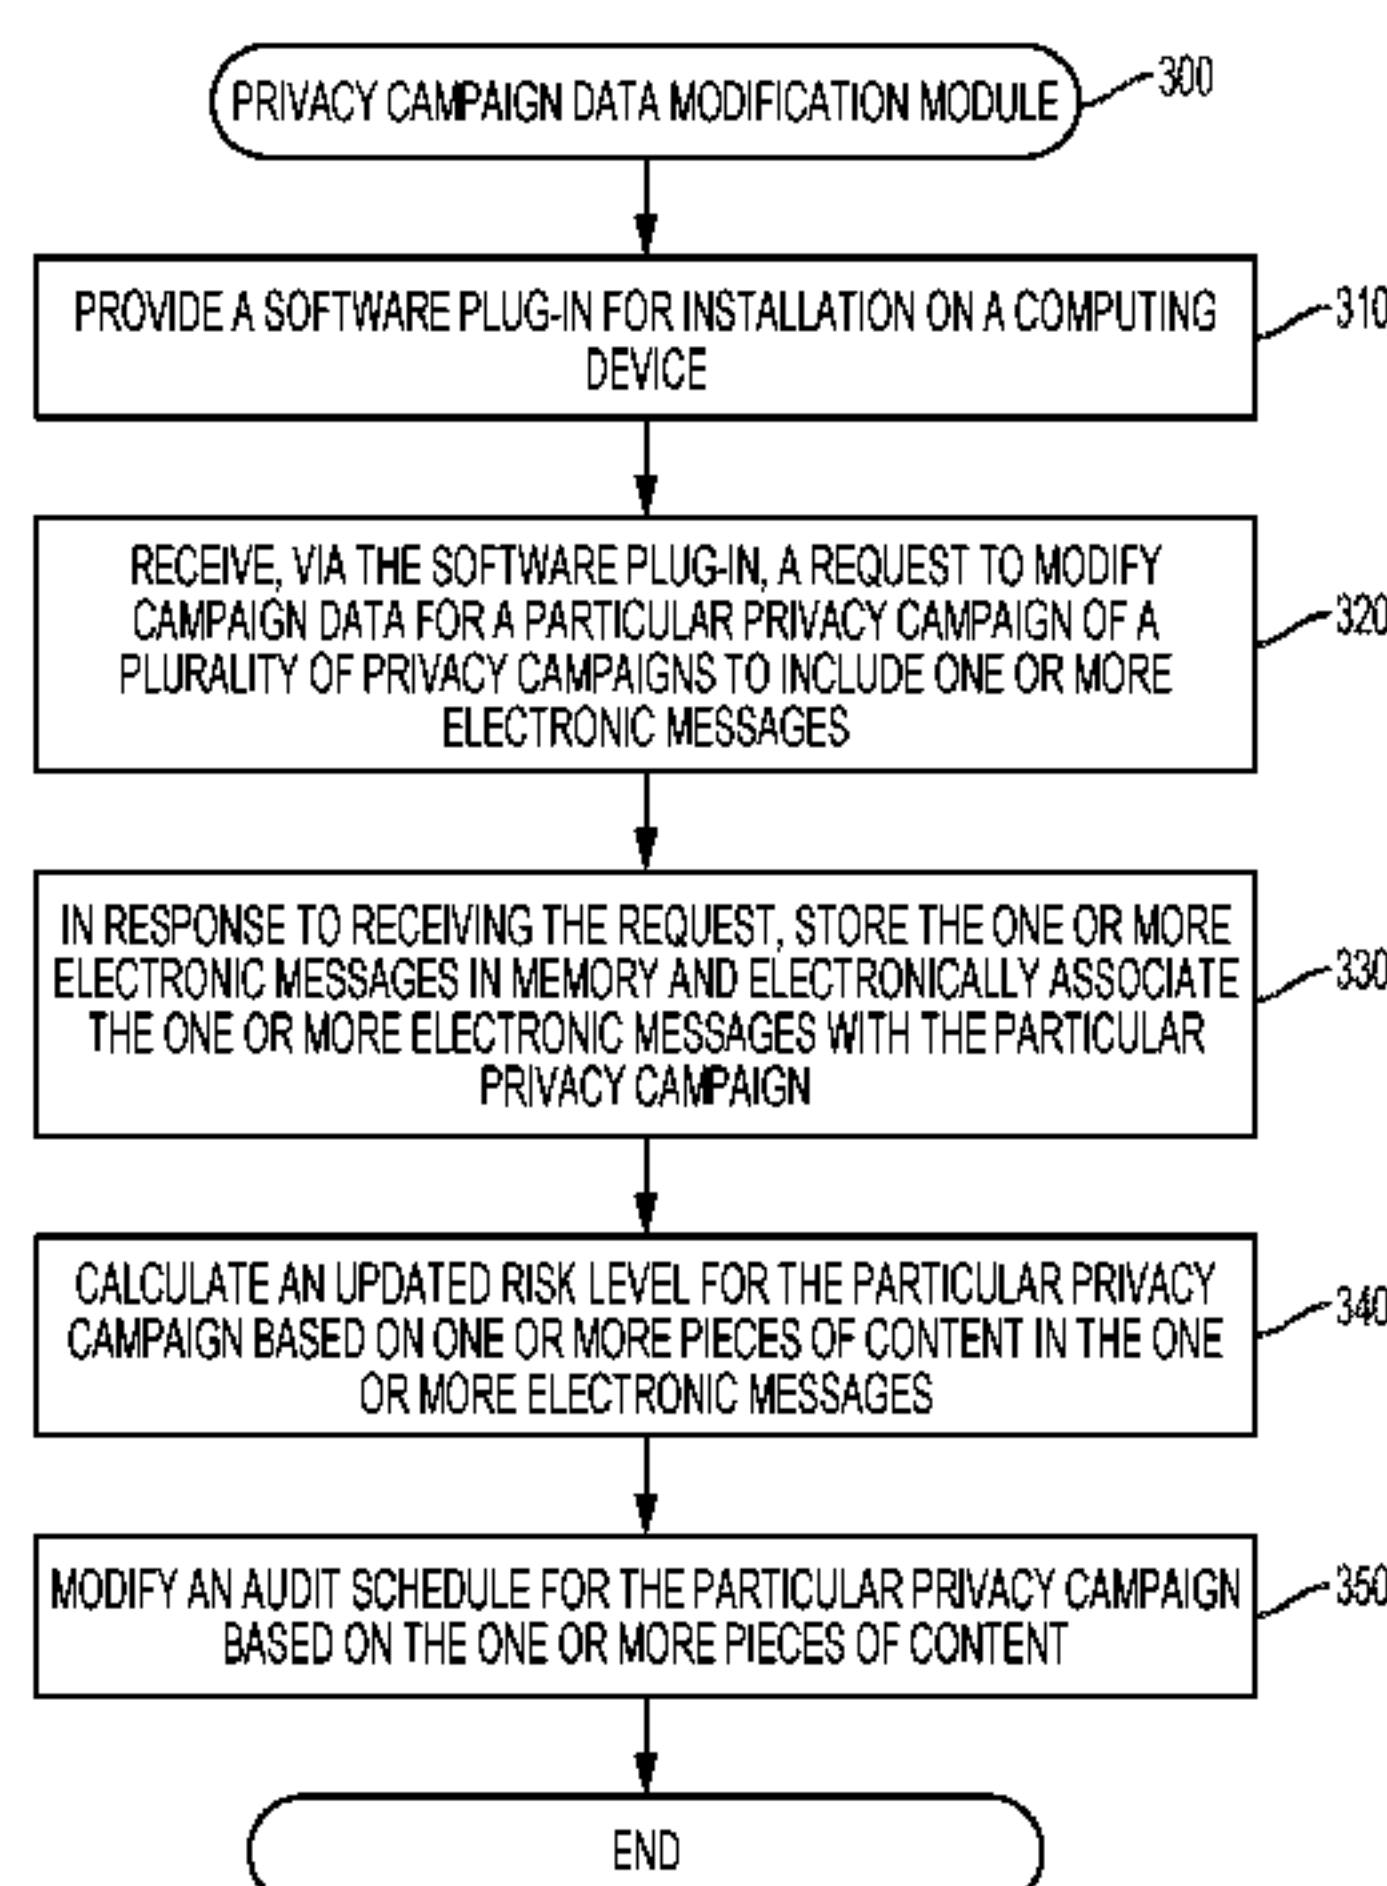 PRIVACY CAMPAIGN DATA MODIFICATION MODULE
300
PROVIDE A SOFTWARE PLUG-IN FOR INSTALLATION ON A COMPUTING
DEVICE
310
RECEIVE, VIA THE SOFTWARE PLUG-IN, A REQUEST TO MODIFY
CAMPAIGN DATA FOR A PARTICULAR PRIVACY CAMPAIGN OF A
PLURALITY OF PRIVACY CAMPAIGNS TO INCLUDE ONE OR MORE
ELECTRONIC MESSAGES
320
IN RESPONSE TO RECEIVING THE REQUEST, STORE THE ONE OR MORE
ELECTRONIC MESSAGES IN MEMORY AND ELECTRONICALLY ASSOCIATE
THE ONE OR MORE ELECTRONIC MESSAGES WITH THE PARTICULAR
PRIVACY CAMPAIGN
330
CALCULATE AN UPDATED RISK LEVEL FOR THE PARTICULAR PRIVACY
CAMPAIGN BASED ON ONE OR MORE PIECES OF CONTENT IN THE ONE
OR MORE ELECTRONIC MESSAGES
340
MODIFY AN AUDIT SCHEDULE FOR THE PARTICULAR PRIVACY CAMPAIGN
BASED ON THE ONE OR MORE PIECES OF CONTENT
350
END